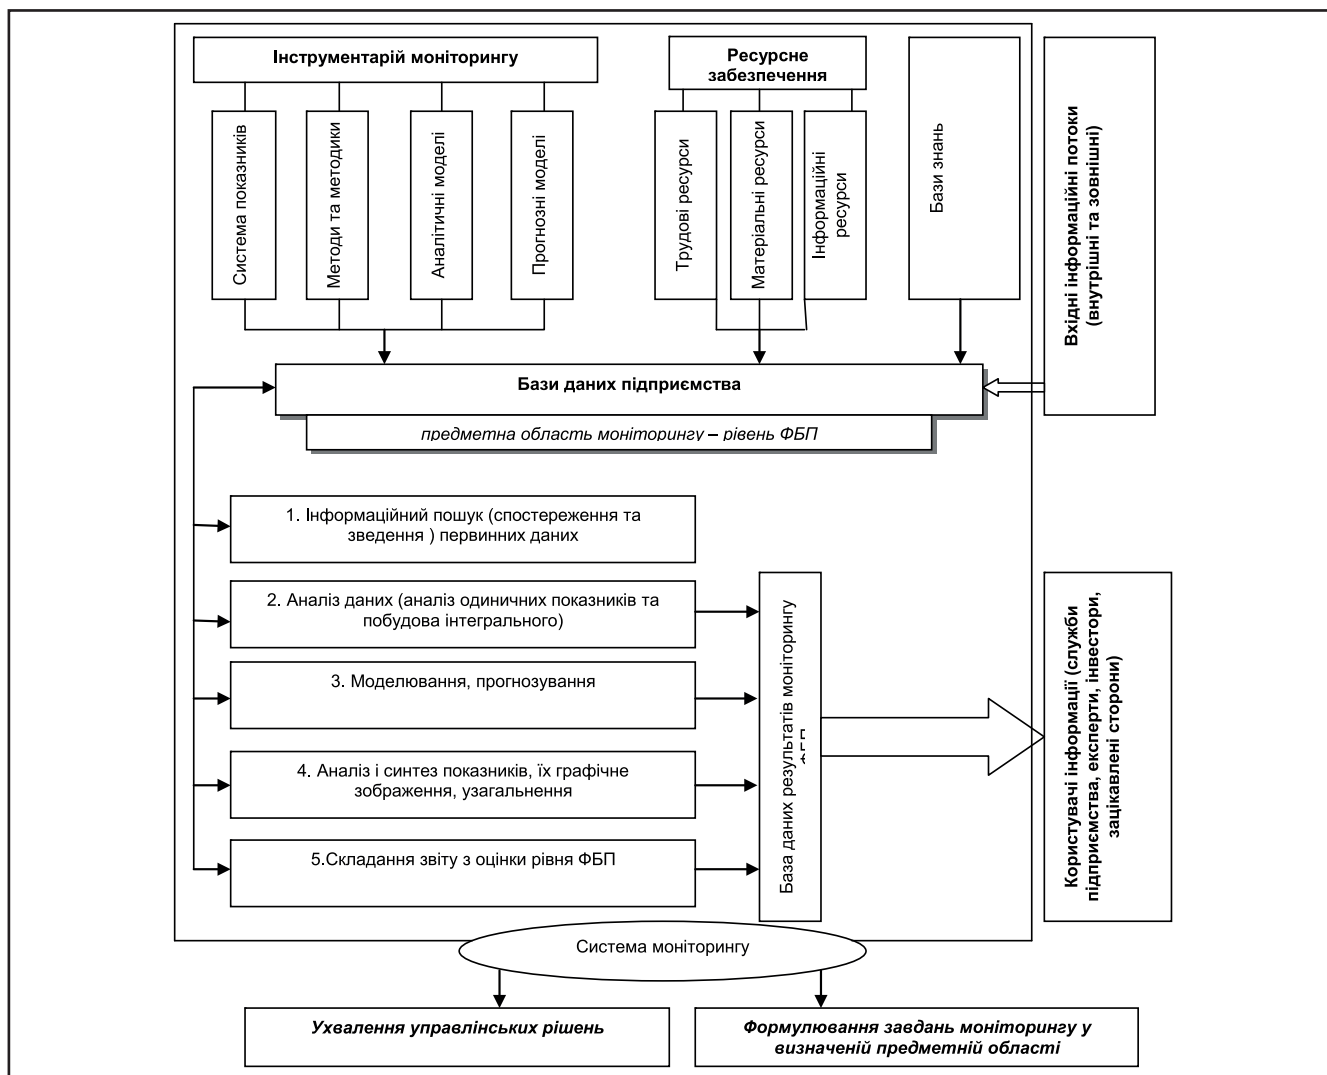 Інструментарій моніторингу
Ресурсне
забезпечення
Система показників
Методи та методики
Аналітичні моделі
Прогнозні моделі
Трудові ресурси
Матеріальні ресурси
Інформаційні
ресурси
Бази знань
Вхідні інформаційні потоки
(внутрішні та зовнішні)
Бази даних підприємства
предметна область моніторингу – рівень ФБП
1. Інформаційний пошук (спостереження та
зведення ) первинних даних
2. Аналіз даних (аналіз одиничних показників та
побудова інтегрального)
3. Моделювання, прогнозування
4. Аналіз і синтез показників, їх графічне
зображення, узагальнення
5.Складання звіту з оцінки рівня ФБП
База даних результатів моніторингу
Користувачі інформації (служби
підприємства, експерти, інвестори,
зацікавлені сторони)
Система моніторингу
Ухвалення управлінських рішень
Формулювання завдань моніторингу у
визначеній предметній області